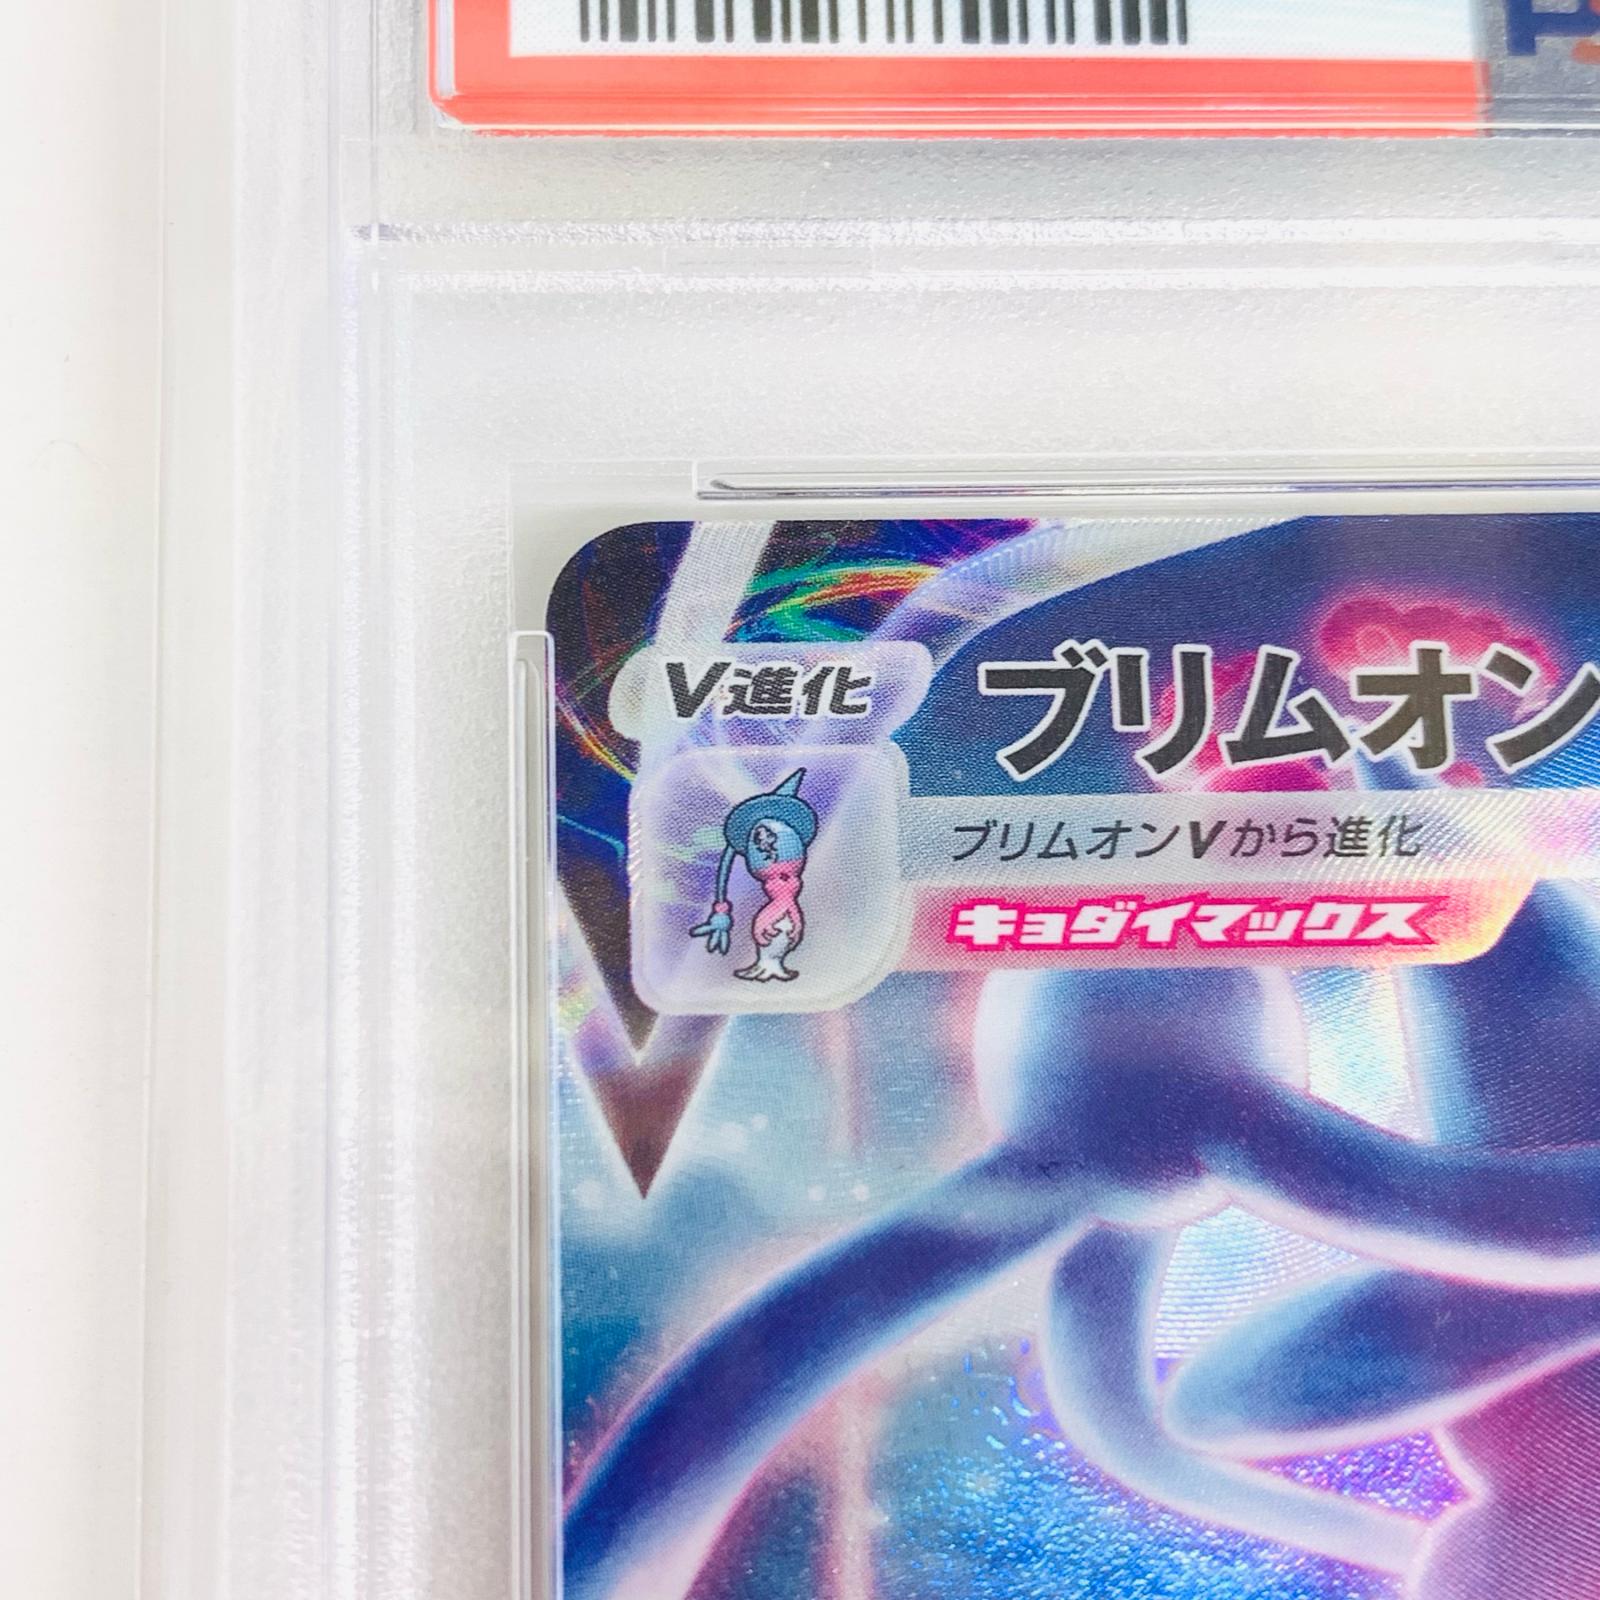 V進化
ブリムオン
ブリムオンVから進化
キョダイマックス